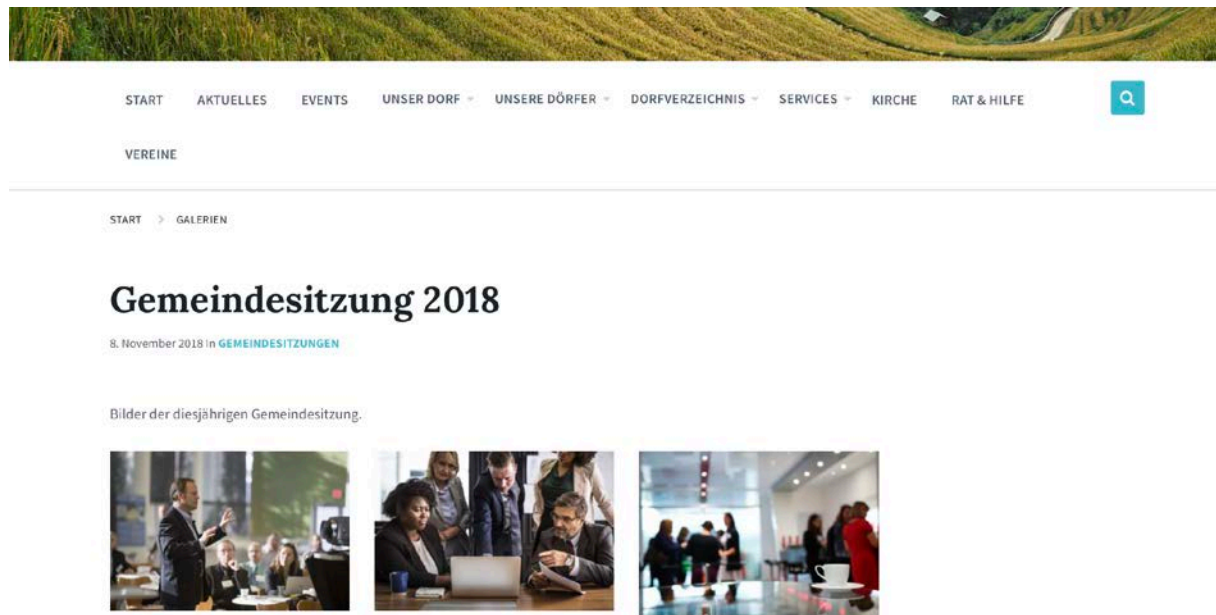 START AKTUELLES EVENTS UNSER DORF UNSERE DÖRFER DORFVERZEICHNIS SERVICES KIRCHE RAT & HILFE
VEREINE
START > GALERIEN
Gemeindesitzung 2018
8. November 2018 In GEMEINDESITZUNGEN
Bilder der diesjährigen Gemeindesitzung.